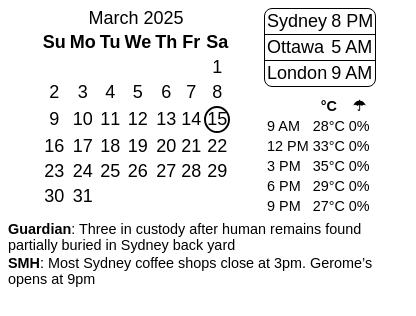 March 2025
Su Mo Tu We Th Fr Sa
1
2 3 4 5 6 7 8
9 10 11 12 13 14 15
16 17 18 19 20 21 22
23 24 25 26 27 28 29
30 31
Sydney 8 PM
Ottawa 5 AM
London 9 AM
°C ☂
9 AM 28°C 0%
12 PM 33°C 0%
3 PM 35°C 0%
6 PM 29°C 0%
9 PM 27°C 0%
Guardian: Three in custody after human remains found
partially buried in Sydney back yard
SMH: Most Sydney coffee shops close at 3pm. Gerome’s
opens at 9pm